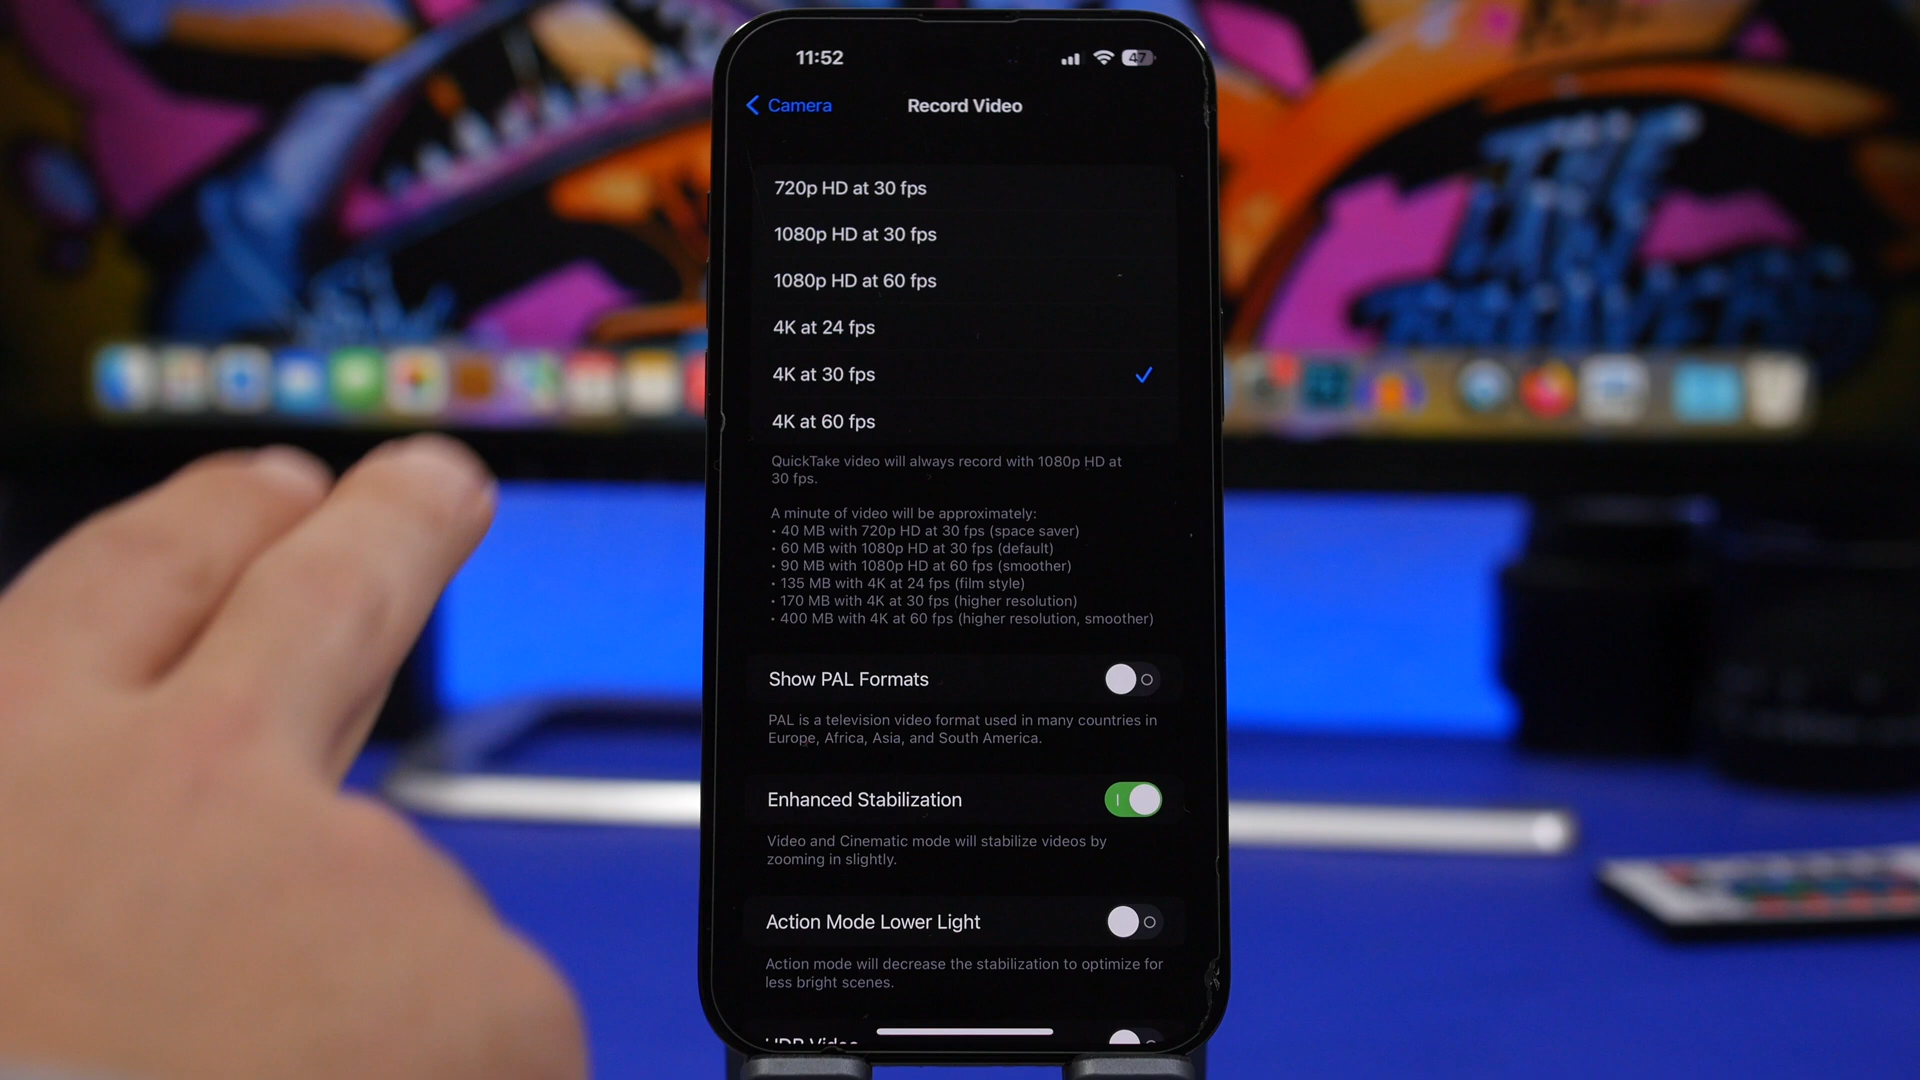 11:52
47
Camera
Record Video
720p HD at 30 fps
1080p HD at 30 fps
1080p HD at 60 fps
4K at 24 fps
4K at 30 fps
4K at 60 fps
QuickTake video will always record with 1080p HD at
30 fps.
A minute of video will be approximately:
• 40 MB with 720p HD at 30 fps (space saver)
• 60 MB with 1080p HD at 30 fps (default)
• 90 MB with 1080p HD at 60 fps (smoother)
• 135 MB with 4K at 24 fps (film style)
• 170 MB with 4K at 30 fps (higher resolution)
• 400 MB with 4K at 60 fps (higher resolution, smoother)
Show PAL Formats
PAL is a television video format used in many countries in
Europe, Africa, Asia, and South America.
Enhanced Stabilization
Video and Cinematic mode will stabilize videos by
zooming in slightly.
Action Mode Lower Light
Action mode will decrease the stabilization to optimize for
less bright scenes.
HDR Video
THE